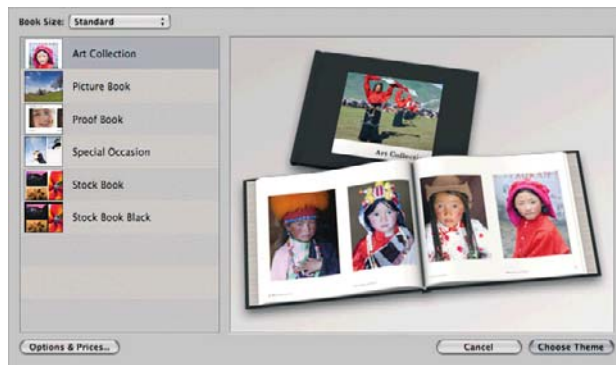 Book Size: Standard
Art Collection
Picture Book
Proof Book
Special Occasion
Stock Book
Stock Book Black
Art Collection
Options & Prices...
Cancel
Choose Theme